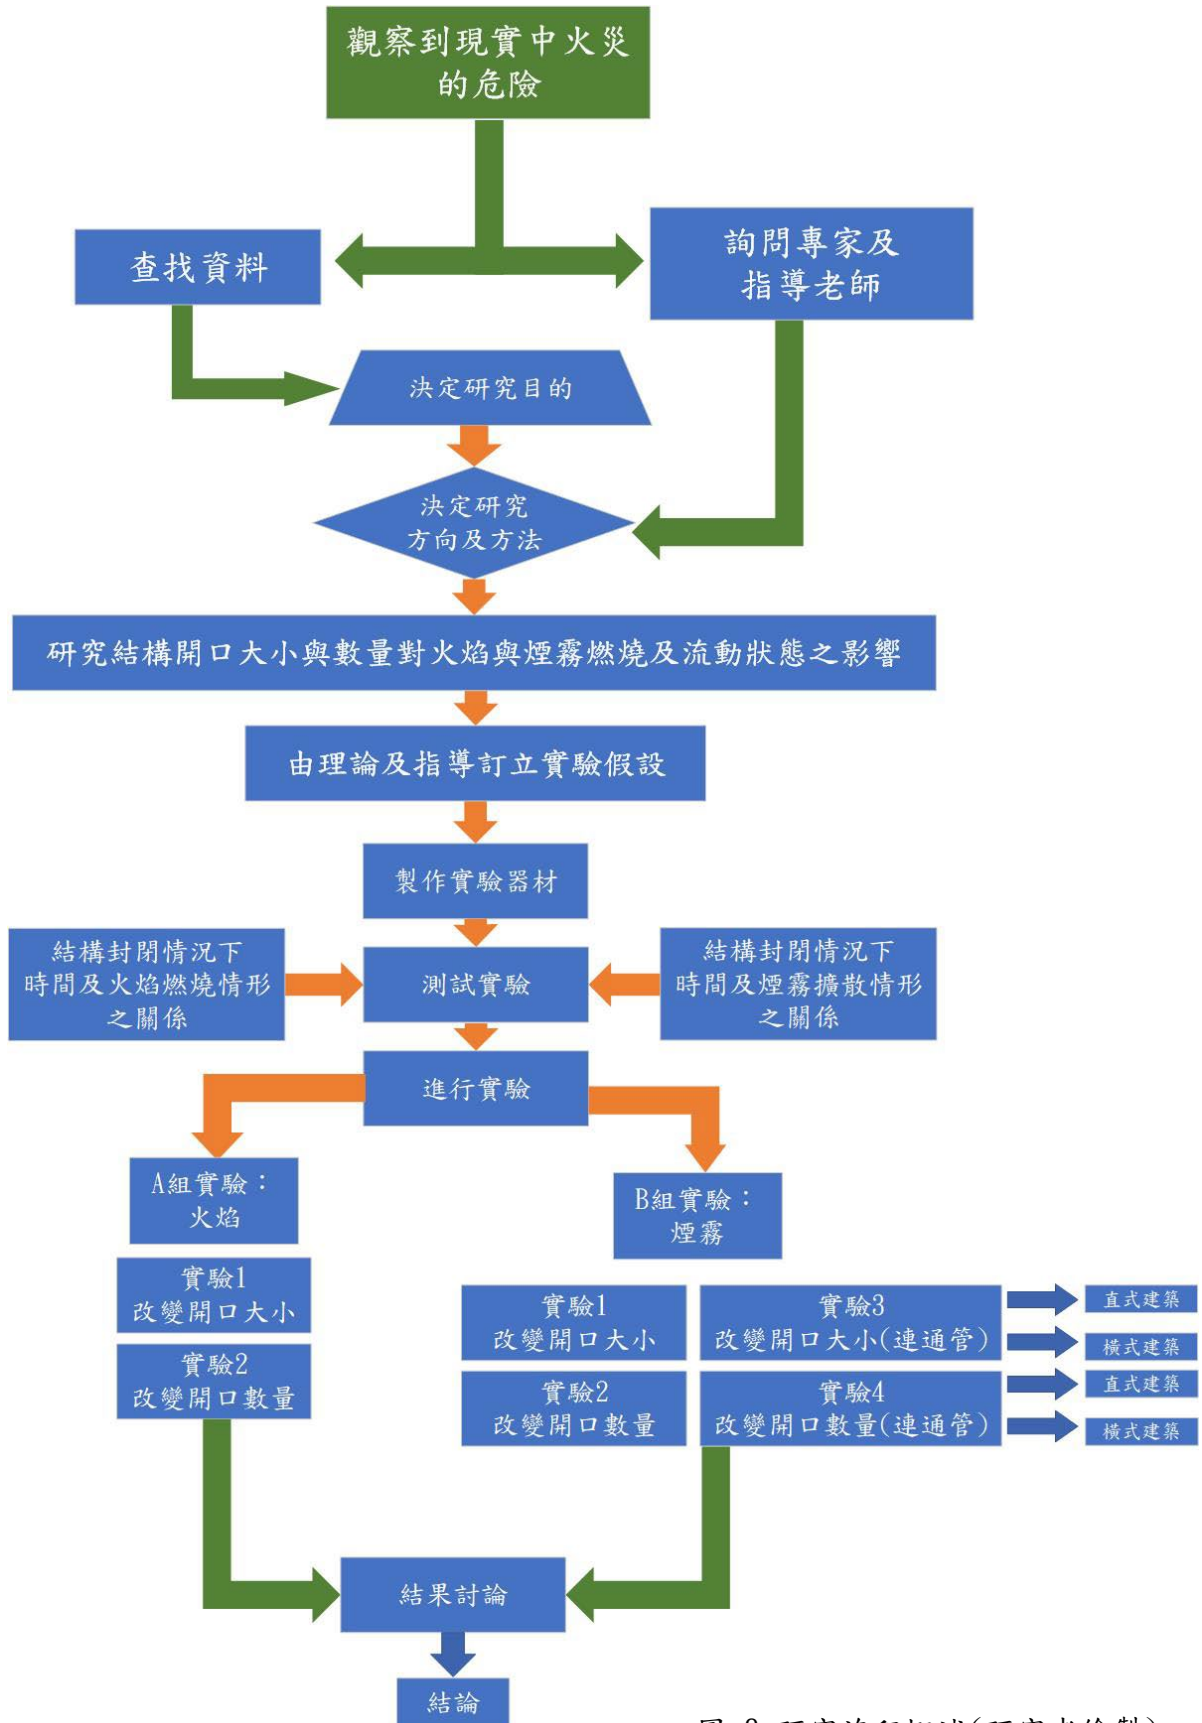 觀察到現實中火災
的危險
查找資料
詢問專家及
指導老師
決定研究目的
決定研究
方向及方法
研究結構開口大小與數量對火焰與煙霧燃燒及流動狀態之影響
由理論及指導訂立實驗假設
製作實驗器材
結構封閉情況下
時間及火焰燃燒情形
之關係
測試實驗
結構封閉情況下
時間及煙霧擴散情形
之關係
進行實驗
A組實驗：
火焰
B組實驗：
煙霧
實驗1
改變開口大小
實驗2
改變開口數量
實驗1
改變開口大小
實驗3
改變開口大小(連通管)
直式建築
橫式建築
實驗2
改變開口數量
實驗4
改變開口數量(連通管)
直式建築
橫式建築
結果討論
結論